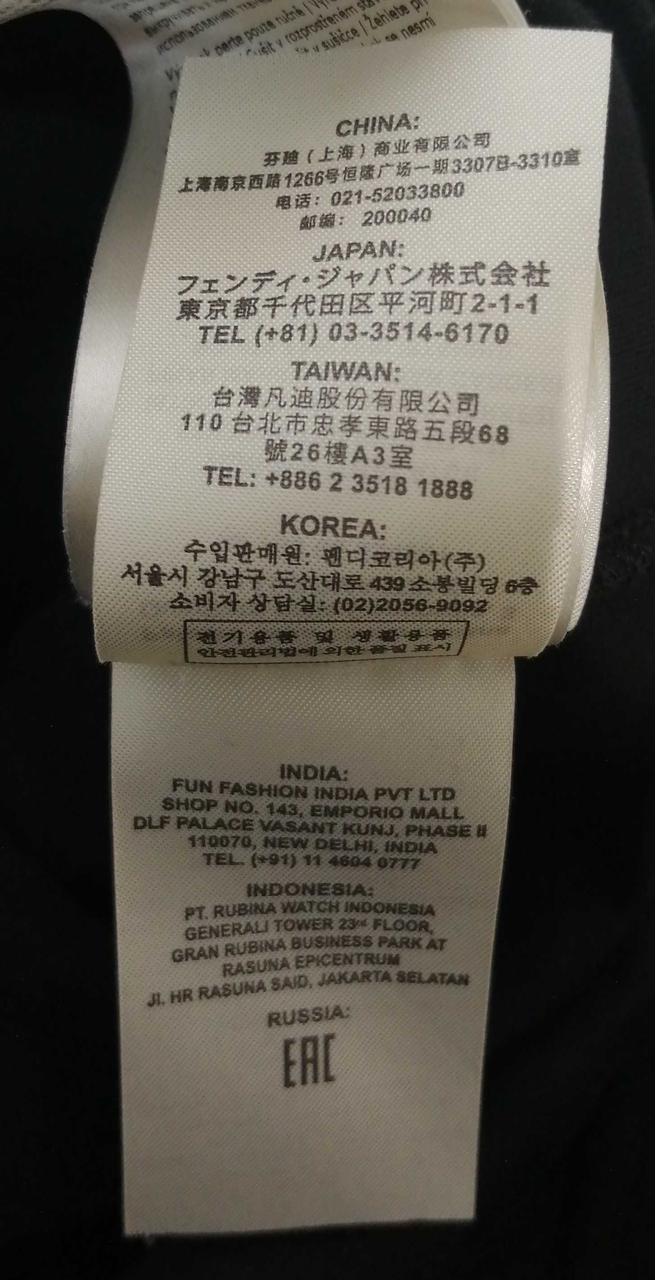 použe ručně
Sušit v rozprostřeném
v sušičce | Žehlete při
se nesmí
CHINA:
芬迪（上海）商业有限公司
上海南京西路1266号恒隆广场一期3307B-3310室
电话：021-52033800
邮编： 200040
JAPAN:
フェンディ・ジャパン株式会社
東京都千代田区平河町2-1-1
TEL (+81) 03-3514-6170
TAIWAN:
台灣凡迪股份有限公司
110 台北市忠孝東路五段68
號26樓A3室
TEL: +886 2 3518 1888
KOREA:
수입판매원: 펜디코리아(주)
서울시 강남구 도산대로 439 소봉빌딩 6층
소비자 상담실: (02)2056-9092
전기용품 및 생활용품
안전관리법에 의한 품질 표시
INDIA:
FUN FASHION INDIA PVT LTD
SHOP NO. 143, EMPORIO MALL
DLF PALACE VASANT KUNJ, PHASE II
110070, NEW DELHI, INDIA
TEL. (+91) 11 4604 0777
INDONESIA:
PT. RUBINA WATCH INDONESIA
GENERALI TOWER 23rd FLOOR,
GRAN RUBINA BUSINESS PARK AT
RASUNA EPICENTRUM
JI. HR RASUNA SAID, JAKARTA SELATAN
RUSSIA:
EAC